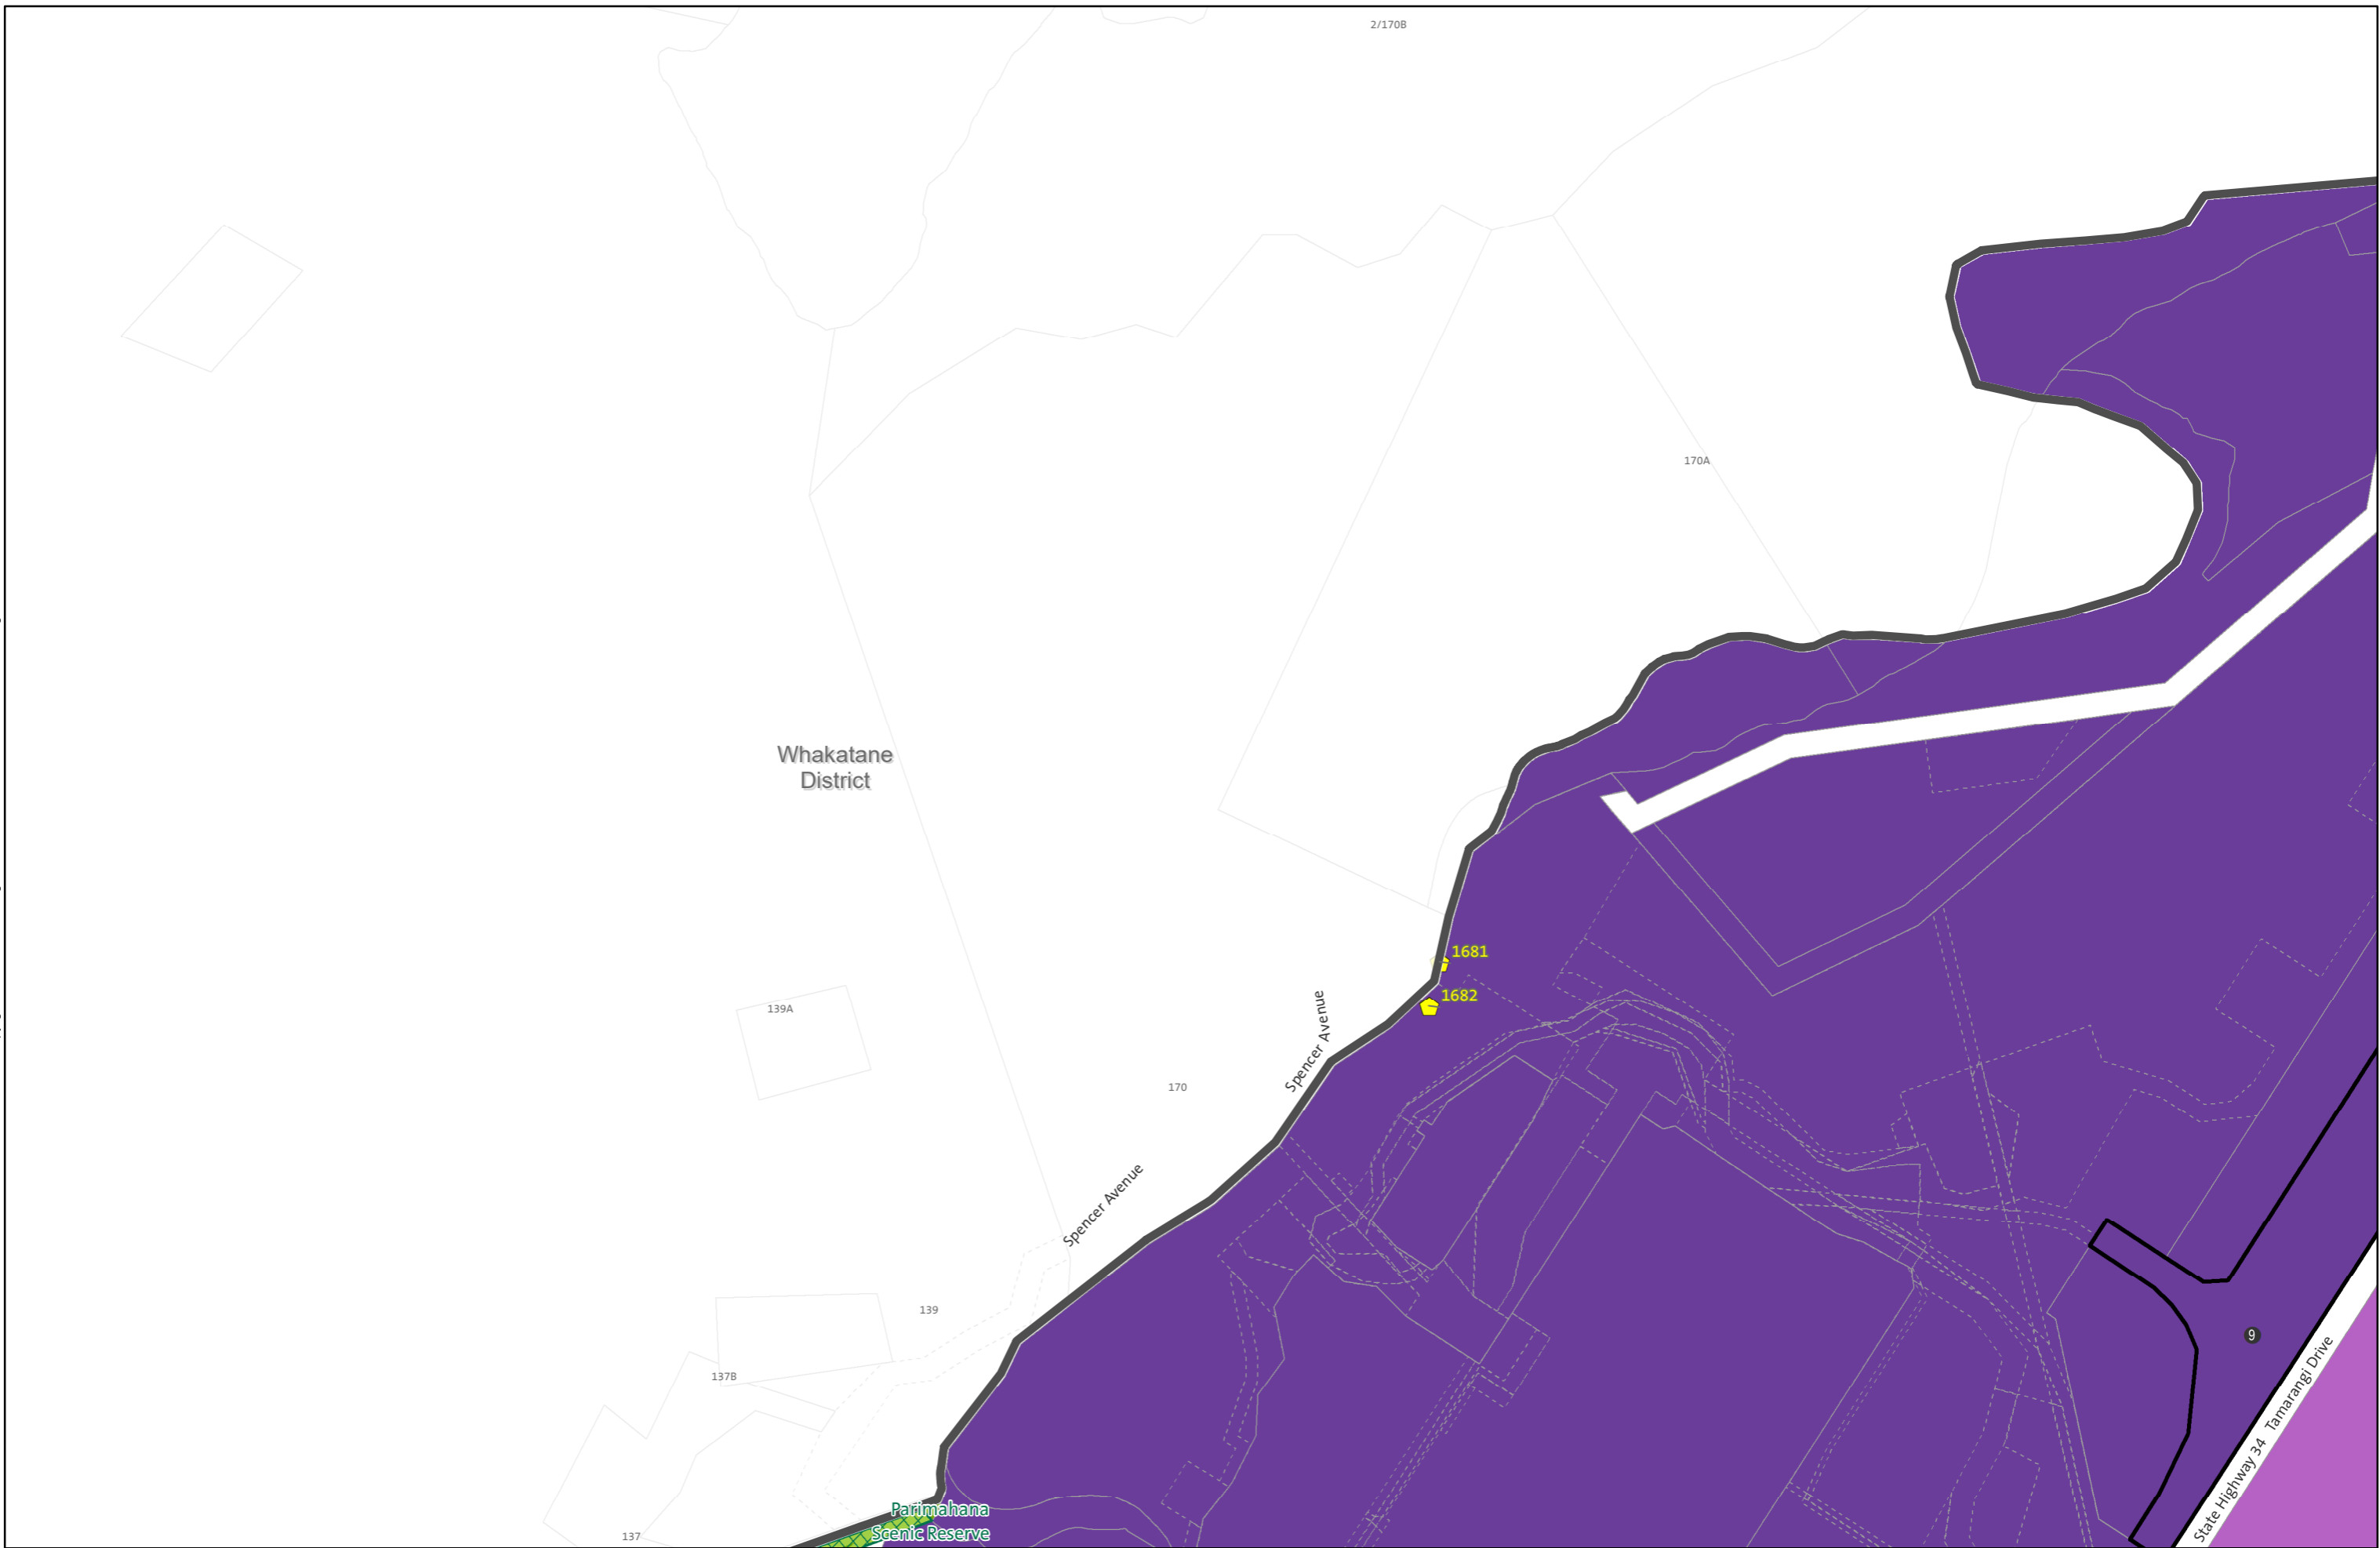 2/170B
170A
Whakatane
District
1681
1682
Spencer Avenue
139A
170
Spencer Avenue
139
137B
9
State Highway 34 Tamarangi Drive
Parimahana
Scenic Reserve
137